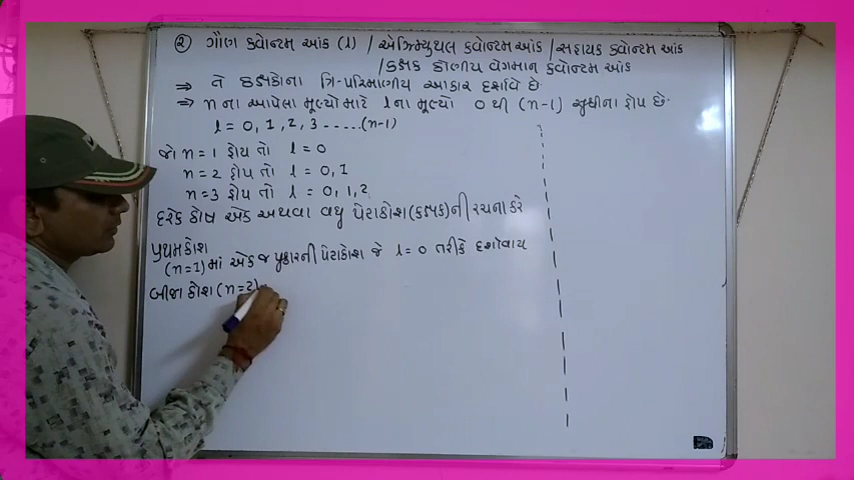 ② ગૌણ ક્વોન્ટમ આંક (l) / એઝિમ્યુથલ ક્વોન્ટમ આંક / સહાયક ક્વોન્ટમ આંક
/ કક્ષક કોણીય વેગમાન ક્વોન્ટમ આંક
⇒ તે કક્ષકોના ત્રિ-પરિમાણીય આકાર દર્શાવે છે.
⇒ n ના આપેલા મૂલ્યો માટે l ના મૂલ્યો 0 થી (n-1) સુધીના હોય છે.
l = 0, 1, 2, 3 .....(n-1)
જો n = 1 હોય તો l = 0
n = 2 હોય તો l = 0, 1
n = 3 હોય તો l = 0, 1, 2
દરેક કોષ એક અથવા વધુ પેટાકોશ (કક્ષક) ની રચના કરે
પ્રથમ કોશ
(n=1) માં એક જ પ્રકારની પેટાકોશ જે l = 0 તરીકે દર્શાવાય
બીજા કોશ (n=2)